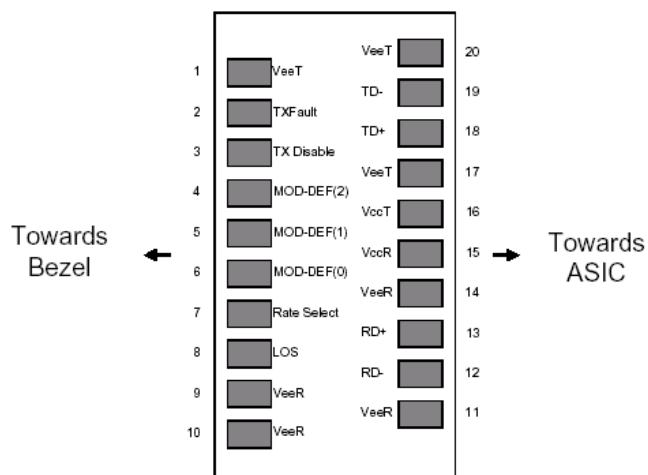 VeeT 20
1 VeeT
TD- 19
2 TXFault
TD+ 18
3 TX Disable
VeeT 17
4 MOD-DEF(2)
VccT 16
5 MOD-DEF(1)
Towards
Bezel
VccR 15
Towards
ASIC
6 MOD-DEF(0)
VeeR 14
7 Rate Select
RD+ 13
8 LOS
RD- 12
9 VeeR
VeeR 11
10 VeeR